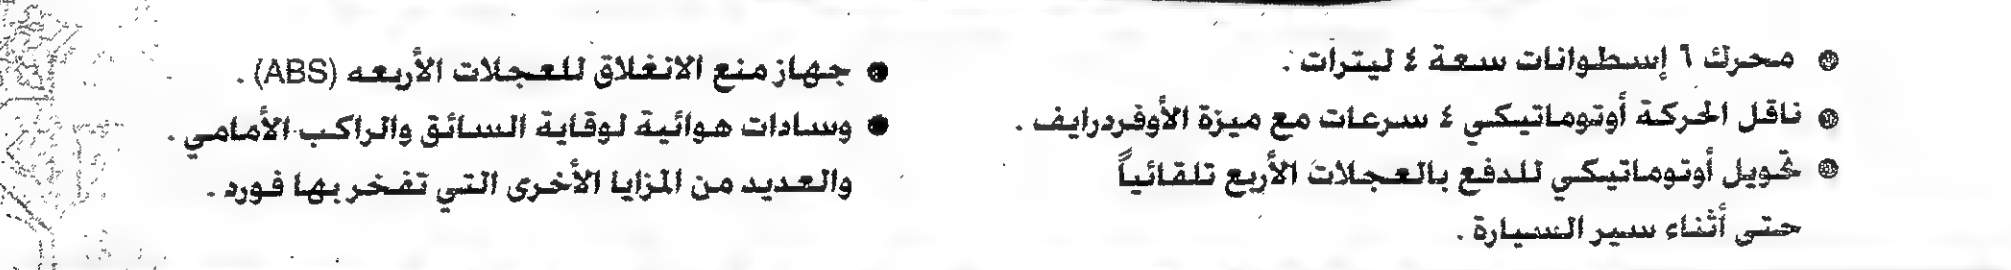 ● محرك ٦ إسطوانات سعة ٤ ليترات .
● ناقل الحركة أوتوماتيكي ٤ سرعات مع ميزة الأوفردرايف .
● تحويل أوتوماتيكي للدفع بالعجلات الأربع تلقائياً
حتى أثناء سير السيارة .
● جهاز منع الانغلاق للعجلات الأربعه (ABS) .
● وسادات هوائية لوقاية السائق والراكب الأمامي .
والعديد من المزايا الأخرى التي تفخر بها فورد .